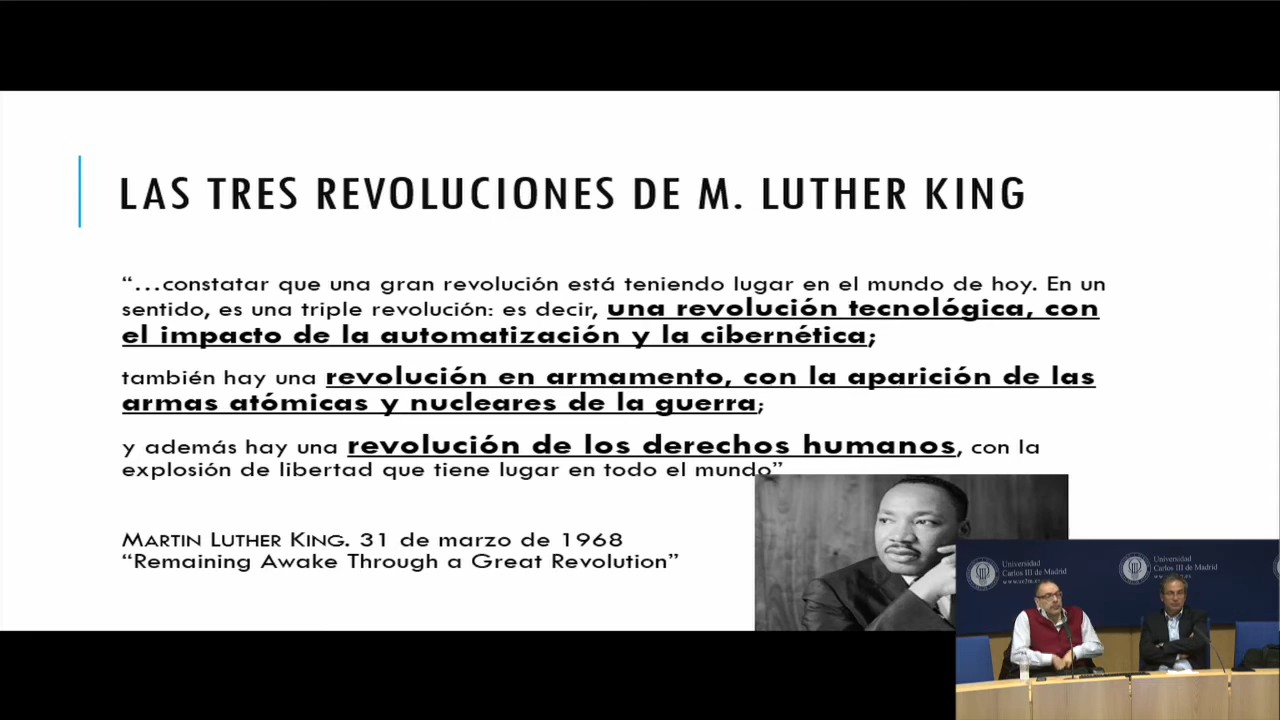 LAS TRES REVOLUCIONES DE M. LUTHER KING
“...constatar que una gran revolución está teniendo lugar en el mundo de hoy. En un
sentido, es una triple revolución: es decir, una revolución tecnológica, con
el impacto de la automatización y la cibernética;
también hay una revolución en armamento, con la aparición de las
armas atómicas y nucleares de la guerra;
y además hay una revolución de los derechos humanos, con la
explosión de libertad que tiene lugar en todo el mundo”
MARTIN LUTHER KING. 31 de marzo de 1968
“Remaining Awake Through a Great Revolution”
Universidad
Carlos III de Madrid
Universidad
Carlos III de Madrid